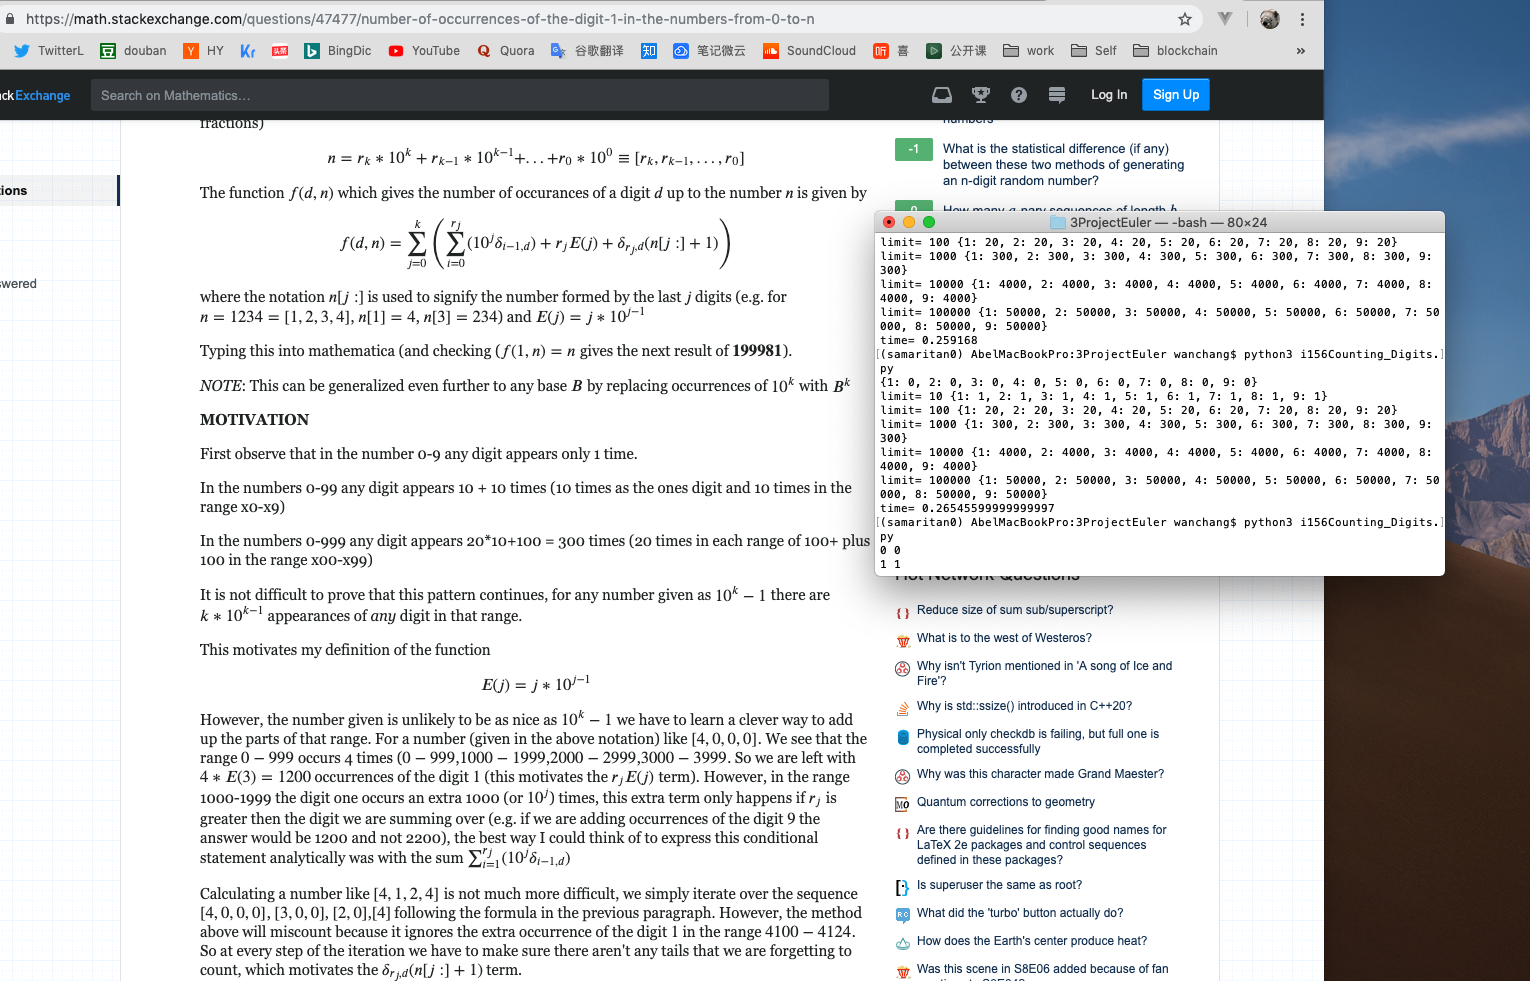 https://math.stackexchange.com/questions/47477/number-of-occurrences-of-the-digit-1-in-the-numbers-from-0-to-n
TwitterL douban HY 头条 BingDic YouTube Quora 谷歌翻译 知 笔记微云 SoundCloud 听 喜 公开课 work Self blockchain »
ckExchange Search on Mathematics… Log In Sign Up
fractions)
n = r_k * 10^k + r_{k−1} * 10^{k−1}+. . . +r_0 * 10^0 ≡ [r_k, r_{k−1}, . . . , r_0]
ions
The function f(d, n) which gives the number of occurances of a digit d up to the number n is given by
f(d, n) = ∑_{j=0}^{k} (∑_{i=0}^{r_j} (10^j δ_{i−1,d}) + r_j E(j) + δ_{r_j,d}(n[j :] + 1))
wered
where the notation n[j :] is used to signify the number formed by the last j digits (e.g. for
n = 1234 = [1, 2, 3, 4], n[1] = 4, n[3] = 234) and E(j) = j * 10^{j−1}
Typing this into mathematica (and checking (f(1, n) = n gives the next result of 199981).
NOTE: This can be generalized even further to any base B by replacing occurrences of 10^k with B^k
MOTIVATION
First observe that in the number 0-9 any digit appears only 1 time.
In the numbers 0-99 any digit appears 10 + 10 times (10 times as the ones digit and 10 times in the
range x0-x9)
In the numbers 0-999 any digit appears 20*10+100 = 300 times (20 times in each range of 100+ plus
100 in the range x00-x99)
It is not difficult to prove that this pattern continues, for any number given as 10^k − 1 there are
k * 10^{k−1} appearances of any digit in that range.
This motivates my definition of the function
E(j) = j * 10^{j−1}
However, the number given is unlikely to be as nice as 10^k − 1 we have to learn a clever way to add
up the parts of that range. For a number (given in the above notation) like [4, 0, 0, 0]. We see that the
range 0 − 999 occurs 4 times (0 − 999,1000 − 1999,2000 − 2999,3000 − 3999. So we are left with
4 * E(3) = 1200 occurrences of the digit 1 (this motivates the r_j E(j) term). However, in the range
1000-1999 the digit one occurs an extra 1000 (or 10^j) times, this extra term only happens if r_j is
greater then the digit we are summing over (e.g. if we are adding occurrences of the digit 9 the
answer would be 1200 and not 2200), the best way I could think of to express this conditional
statement analytically was with the sum ∑_{i=1}^{r_j}(10^j δ_{i−1,d})
Calculating a number like [4, 1, 2, 4] is not much more difficult, we simply iterate over the sequence
[4, 0, 0, 0], [3, 0, 0], [2, 0],[4] following the formula in the previous paragraph. However, the method
above will miscount because it ignores the extra occurrence of the digit 1 in the range 4100 − 4124.
So at every step of the iteration we have to make sure there aren't any tails that we are forgetting to
count, which motivates the δ_{r_j,d}(n[j :] + 1) term.
numbers
-1 What is the statistical difference (if any)
between these two methods of generating
an n-digit random number?
0 How many q-nary sequences of length k
3ProjectEuler — -bash — 80×24
limit= 100 {1: 20, 2: 20, 3: 20, 4: 20, 5: 20, 6: 20, 7: 20, 8: 20, 9: 20}
limit= 1000 {1: 300, 2: 300, 3: 300, 4: 300, 5: 300, 6: 300, 7: 300, 8: 300, 9:
300}
limit= 10000 {1: 4000, 2: 4000, 3: 4000, 4: 4000, 5: 4000, 6: 4000, 7: 4000, 8:
4000, 9: 4000}
limit= 100000 {1: 50000, 2: 50000, 3: 50000, 4: 50000, 5: 50000, 6: 50000, 7: 50
000, 8: 50000, 9: 50000}
time= 0.259168
[(samaritan0) AbelMacBookPro:3ProjectEuler wanchang$ python3 i156Counting_Digits.]
py
{1: 0, 2: 0, 3: 0, 4: 0, 5: 0, 6: 0, 7: 0, 8: 0, 9: 0}
limit= 10 {1: 1, 2: 1, 3: 1, 4: 1, 5: 1, 6: 1, 7: 1, 8: 1, 9: 1}
limit= 100 {1: 20, 2: 20, 3: 20, 4: 20, 5: 20, 6: 20, 7: 20, 8: 20, 9: 20}
limit= 1000 {1: 300, 2: 300, 3: 300, 4: 300, 5: 300, 6: 300, 7: 300, 8: 300, 9:
300}
limit= 10000 {1: 4000, 2: 4000, 3: 4000, 4: 4000, 5: 4000, 6: 4000, 7: 4000, 8:
4000, 9: 4000}
limit= 100000 {1: 50000, 2: 50000, 3: 50000, 4: 50000, 5: 50000, 6: 50000, 7: 50
000, 8: 50000, 9: 50000}
time= 0.26545599999999997
[(samaritan0) AbelMacBookPro:3ProjectEuler wanchang$ python3 i156Counting_Digits.]
py
0 0
1 1
Hot Network Questions
Reduce size of sum sub/superscript?
What is to the west of Westeros?
Why isn't Tyrion mentioned in 'A song of Ice and
Fire'?
Why is std::ssize() introduced in C++20?
Physical only checkdb is failing, but full one is
completed successfully
Why was this character made Grand Maester?
Quantum corrections to geometry
Are there guidelines for finding good names for
LaTeX 2e packages and control sequences
defined in these packages?
Is superuser the same as root?
What did the 'turbo' button actually do?
How does the Earth's center produce heat?
Was this scene in S8E06 added because of fan